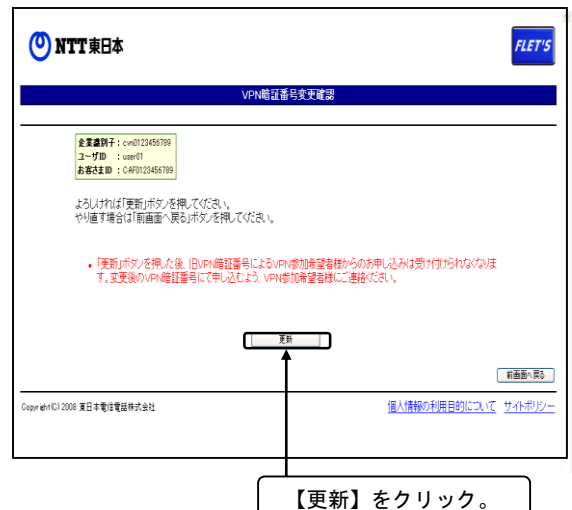 NTT東日本
FLET'S
VPN暗証番号変更確認
企業識別子：cvn0123456789
ユーザID ：user01
お客さまID：CAF0123456789
よろしければ「更新」ボタンを押してください。
やり直す場合は「前画面へ戻る」ボタンを押してください。
• 「更新」ボタンを押した後、旧VPN暗証番号によるVPN参加希望者様からのお申し込みは受け付けられなくなりま
す。変更後のVPN暗証番号にて申し込むよう、VPN参加希望者様にご連絡ください。
更新
前画面へ戻る
Copyright(C) 2008 東日本電信電話株式会社
個人情報の利用目的について サイトポリシー
【更新】をクリック。